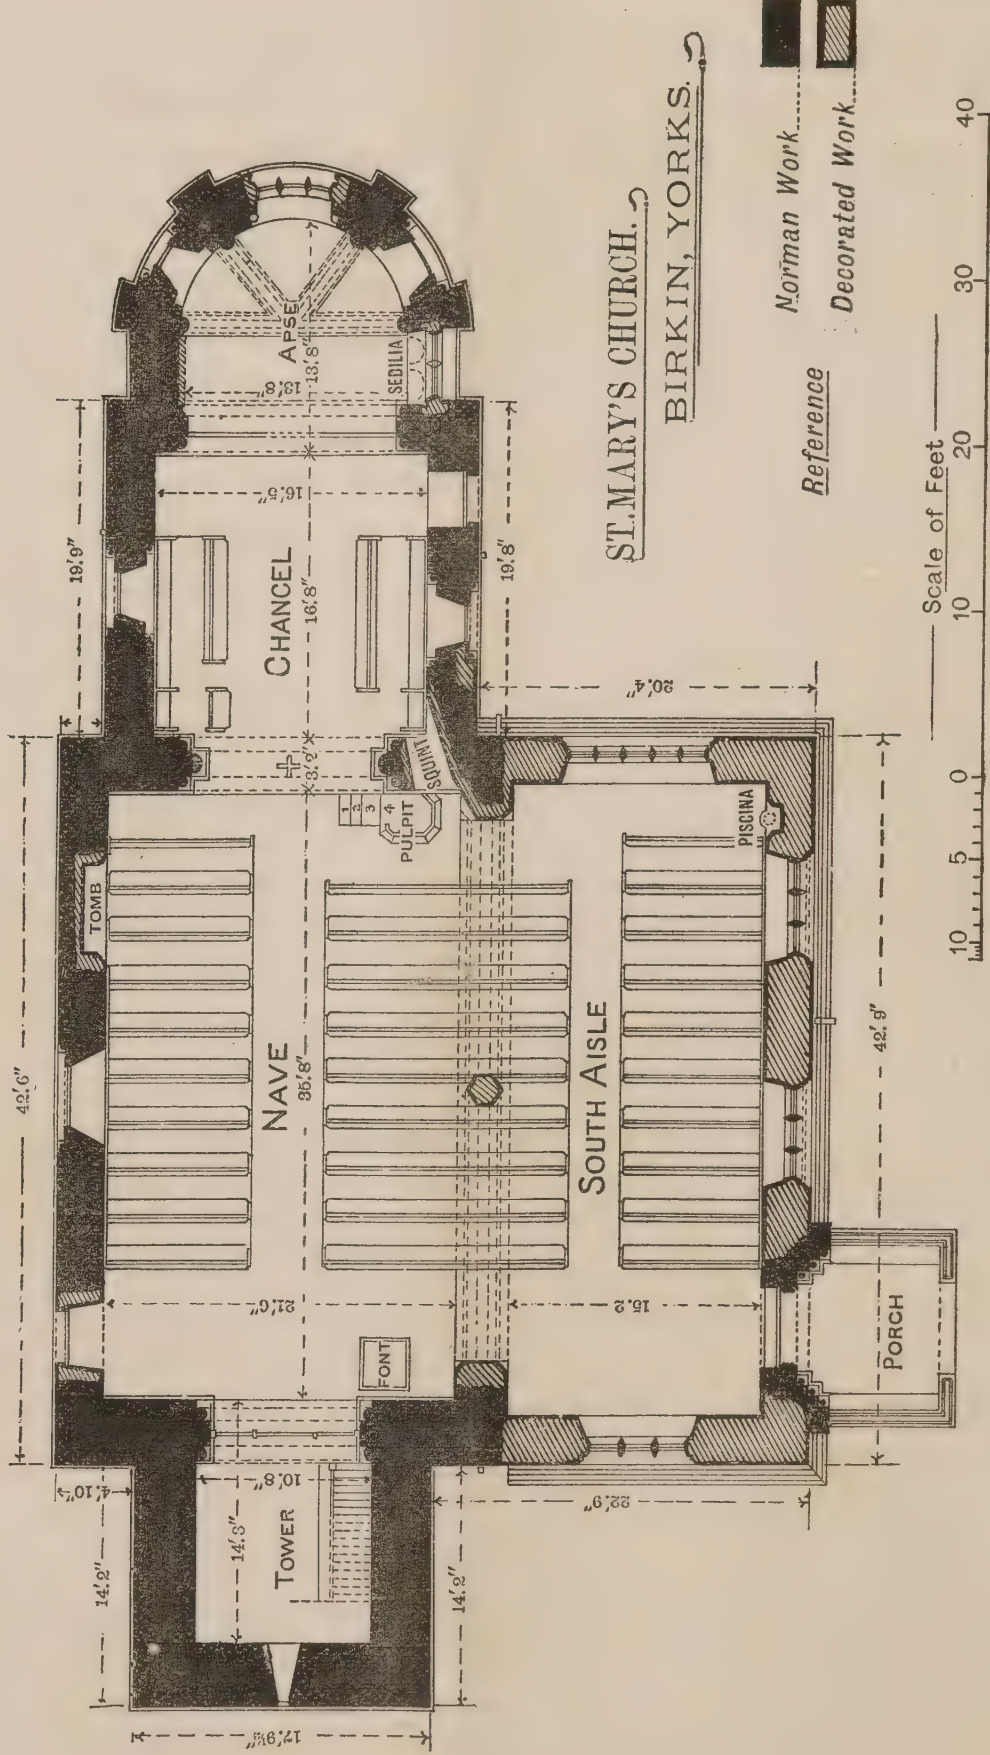 ST. MARY'S CHURCH.
BIRKIN, YORKS.
Reference
Norman Work
Decorated Work
Scale of Feet
10 5 0 10 20 30 40
APSE
13'.8"
13'.8"
SEDILIA
19'.9"
CHANCEL
16'.8"
16'.5"
19'.8"
3'.2"
SQUINT
20'.4"
1
2
3
4
PULPIT
TOMB
PISCINA
42'.6"
NAVE
35'.8"
SOUTH AISLE
42'.9"
21'.6"
15.2
FONT
PORCH
4'.10"
10'.8"
22'.9"
14'.2"
14'.3"
TOWER
14'.2"
17'.9½"